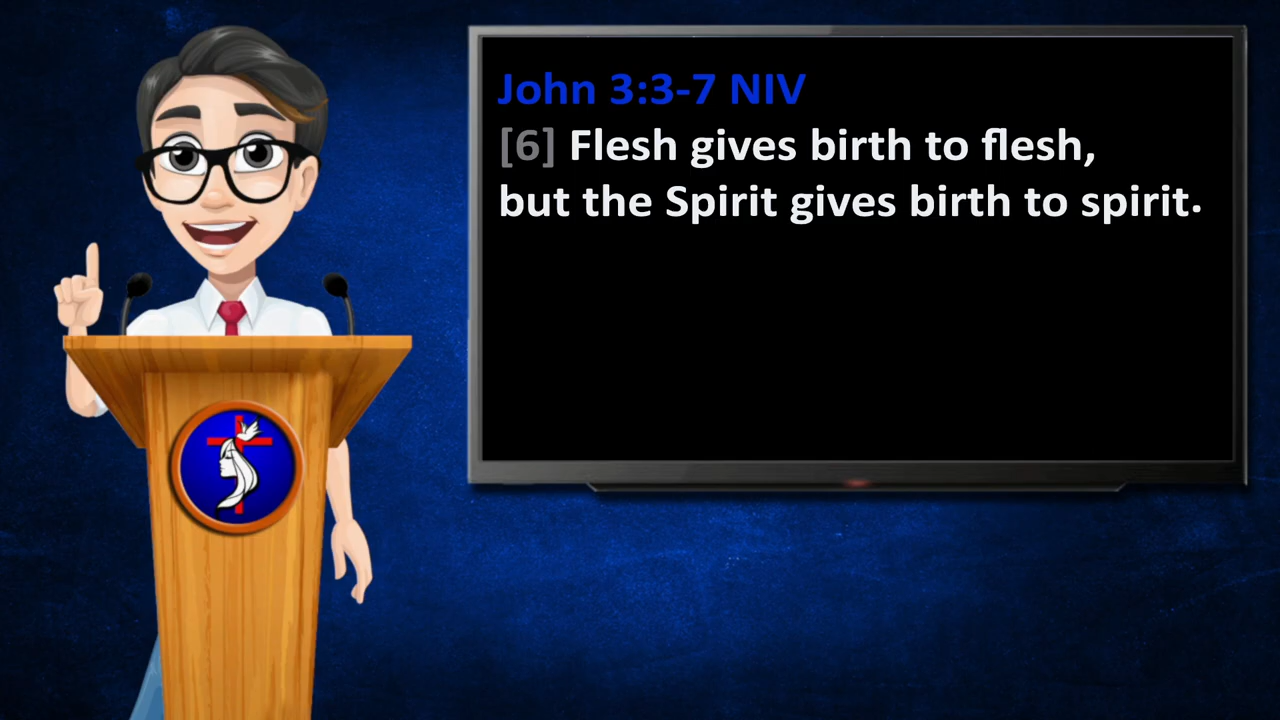 John 3:3-7 NIV
[6] Flesh gives birth to flesh,
but the Spirit gives birth to spirit.